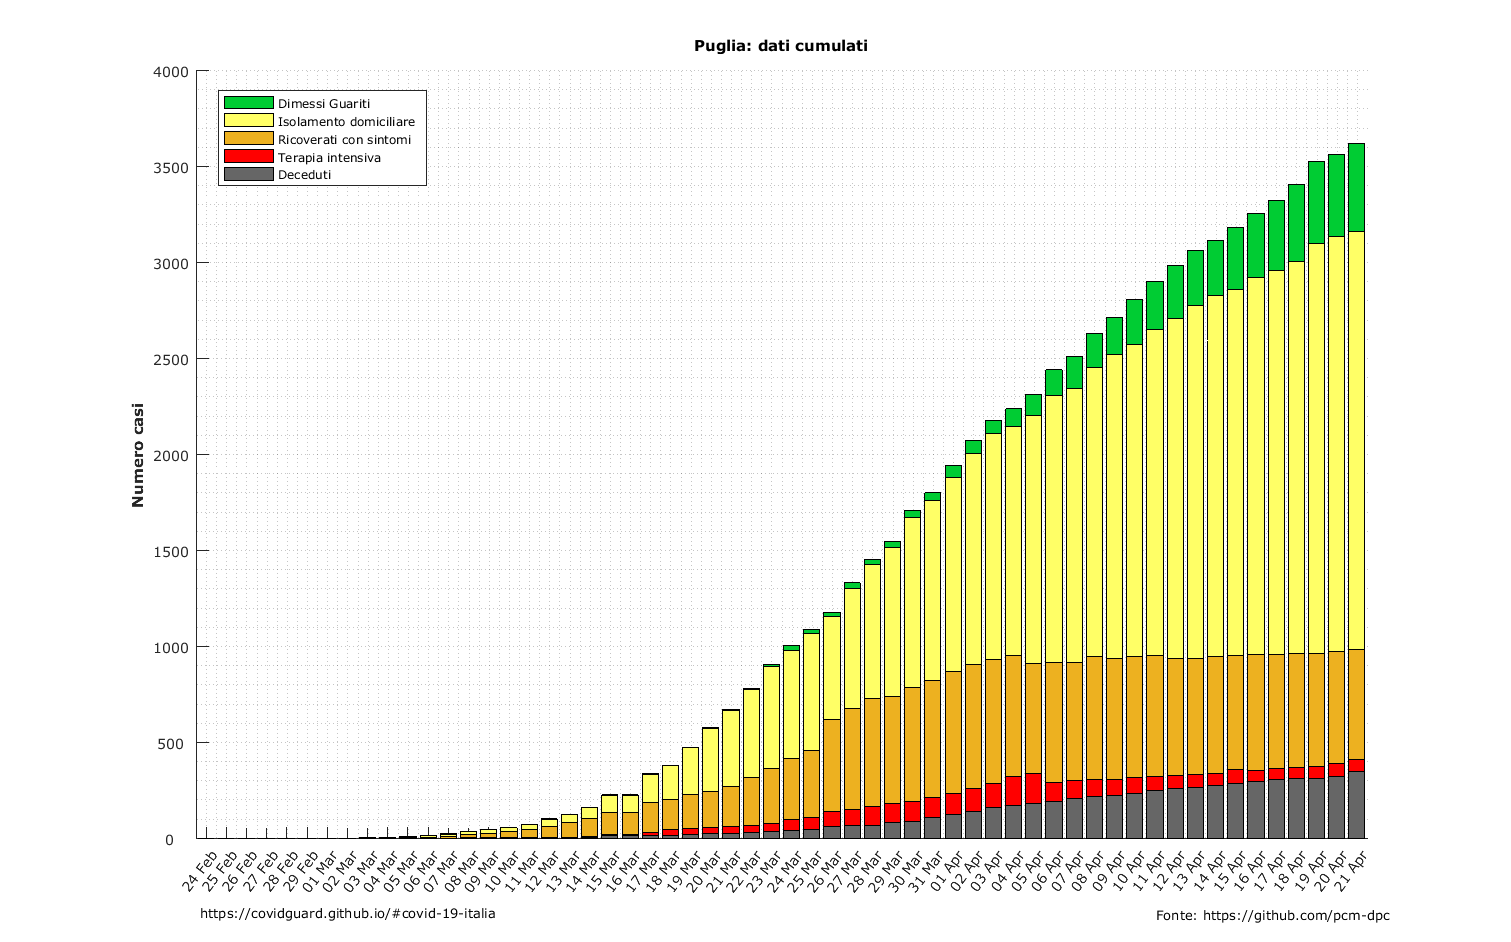 Puglia: dati cumulati
4000
3500
3000
2500
2000
1500
1000
500
0
Numero casi
Dimessi Guariti
Isolamento domiciliare
Ricoverati con sintomi
Terapia intensiva
Deceduti
24 Feb
25 Feb
26 Feb
27 Feb
28 Feb
29 Feb
01 Mar
02 Mar
03 Mar
04 Mar
05 Mar
06 Mar
07 Mar
08 Mar
09 Mar
10 Mar
11 Mar
12 Mar
13 Mar
14 Mar
15 Mar
16 Mar
17 Mar
18 Mar
19 Mar
20 Mar
21 Mar
22 Mar
23 Mar
24 Mar
25 Mar
26 Mar
27 Mar
28 Mar
29 Mar
30 Mar
31 Mar
01 Apr
02 Apr
03 Apr
04 Apr
05 Apr
06 Apr
07 Apr
08 Apr
09 Apr
10 Apr
11 Apr
12 Apr
13 Apr
14 Apr
15 Apr
16 Apr
17 Apr
18 Apr
19 Apr
20 Apr
21 Apr
https://covidguard.github.io/#covid-19-italia
Fonte: https://github.com/pcm-dpc